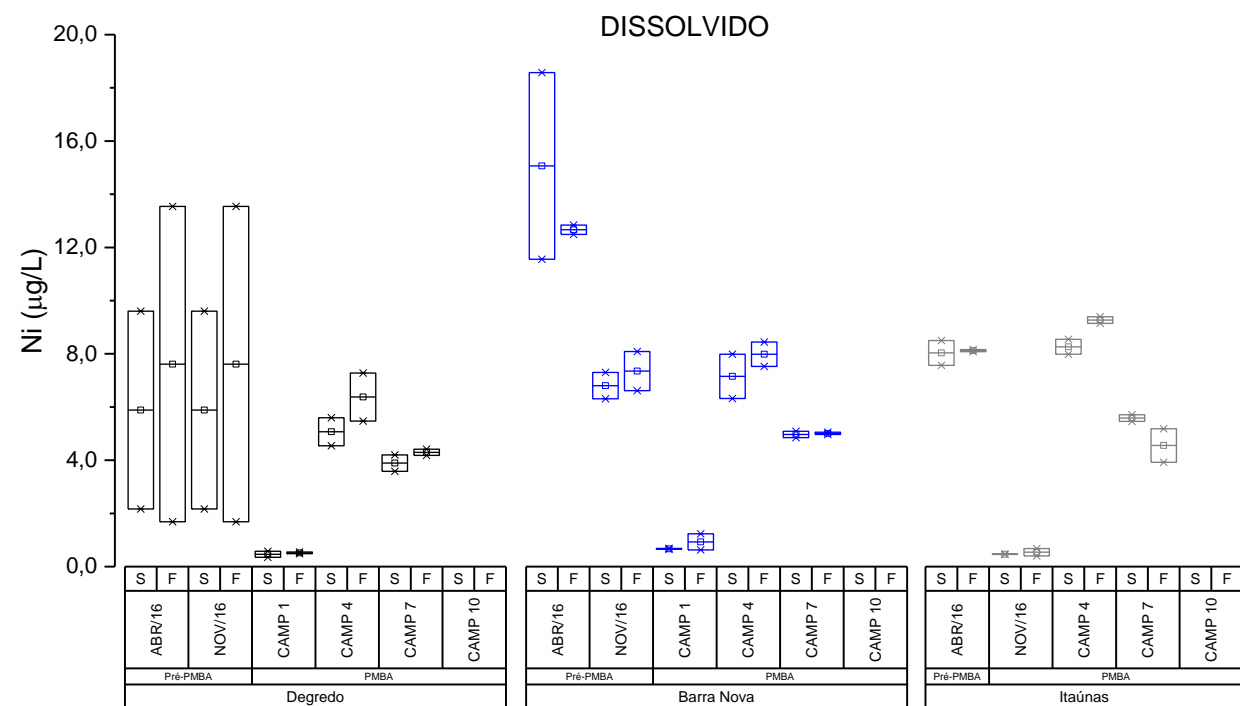 DISSOLVIDO
Ni (µg/L)
20,0
16,0
12,0
8,0
4,0
0,0
S F S F S F S F S F S F S F S F S F S F S F S F S F S F S F S F S F
ABR/16 NOV/16 CAMP 1 CAMP 4 CAMP 7 CAMP 10 ABR/16 NOV/16 CAMP 1 CAMP 4 CAMP 7 CAMP 10 ABR/16 NOV/16 CAMP 4 CAMP 7 CAMP 10
Pré-PMBA PMBA Pré-PMBA PMBA Pré-PMBA PMBA
Degredo Barra Nova Itaúnas